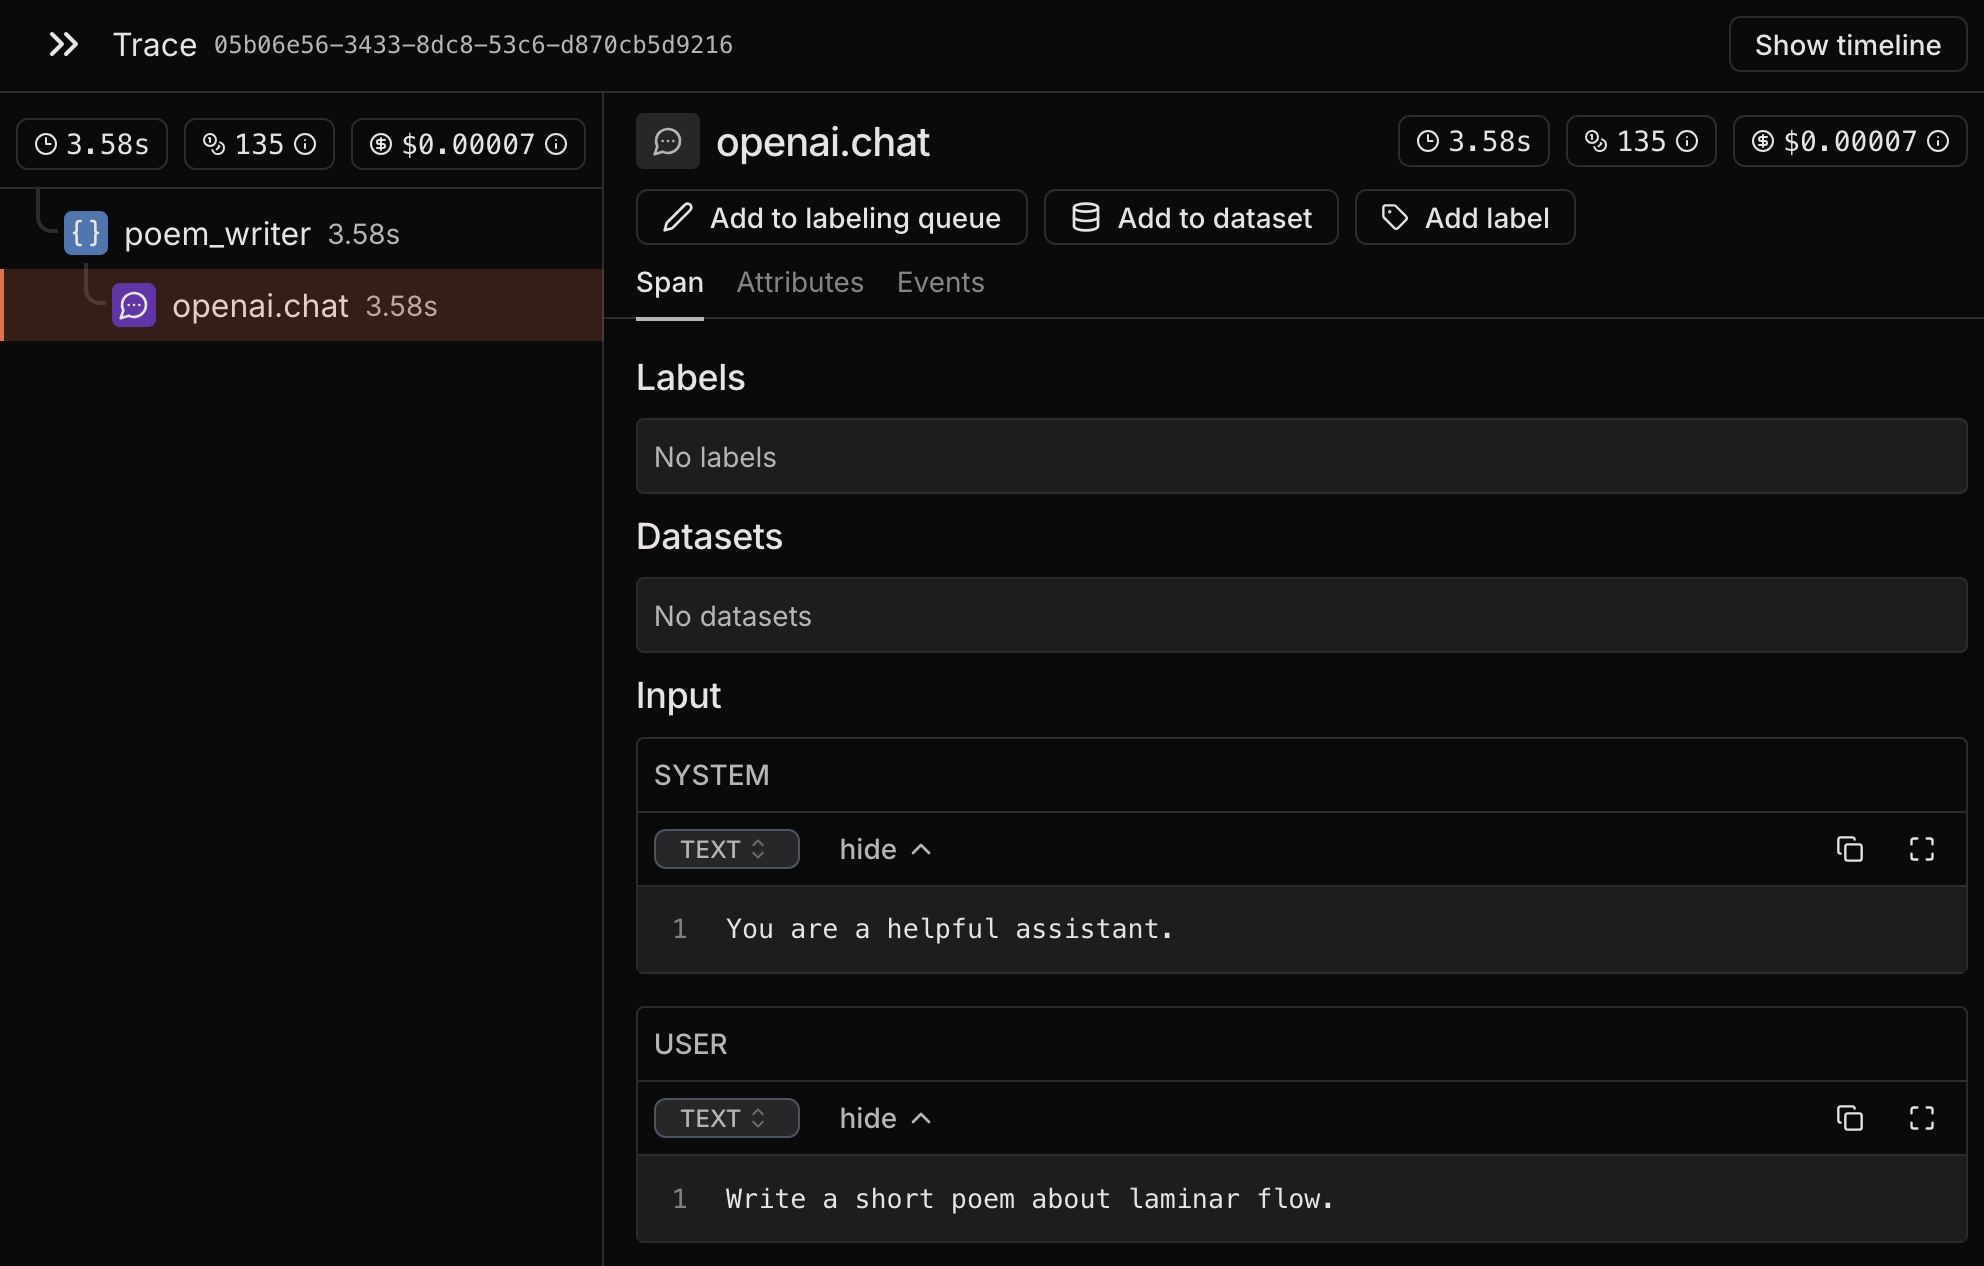 Trace 05b06e56-3433-8dc8-53c6-d870cb5d9216
Show timeline
3.58s 135 $0.00007
poem_writer 3.58s
openai.chat 3.58s
openai.chat
3.58s 135 $0.00007
Add to labeling queue Add to dataset Add label
Span Attributes Events
Labels
No labels
Datasets
No datasets
Input
SYSTEM
TEXT hide
1 You are a helpful assistant.
USER
TEXT hide
1 Write a short poem about laminar flow.